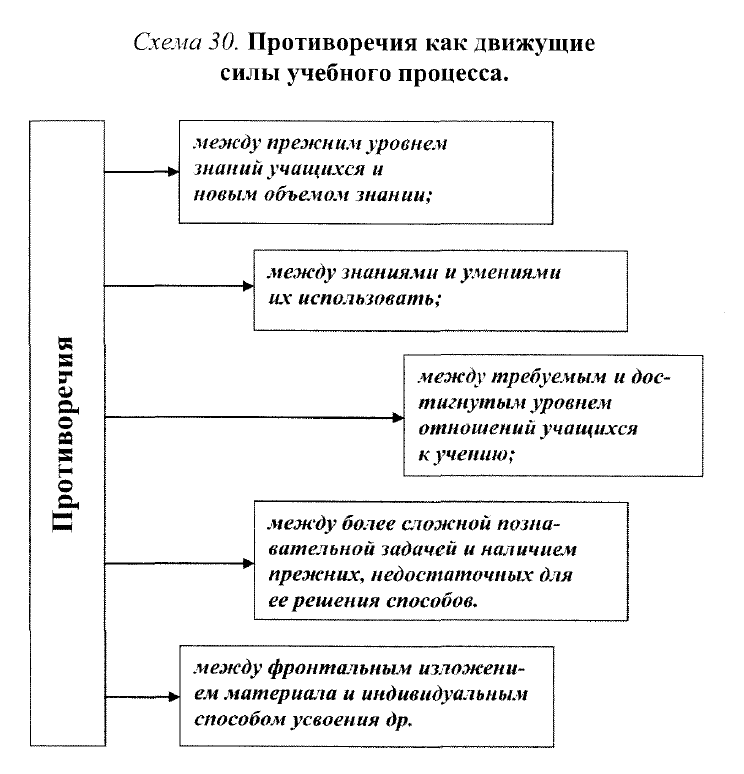 Схема 30. Противоречия как движущие
силы учебного процесса.
Противоречия
между прежним уровнем
знаний учащихся и
новым объемом знании;
между знаниями и умениями
их использовать;
между требуемым и дос-
тигнутым уровнем
отношений учащихся
к учению;
между более сложной позна-
вательной задачей и наличием
прежних, недостаточных для
ее решения способов.
между фронтальным изложени-
ем материала и индивидуальным
способом усвоения др.